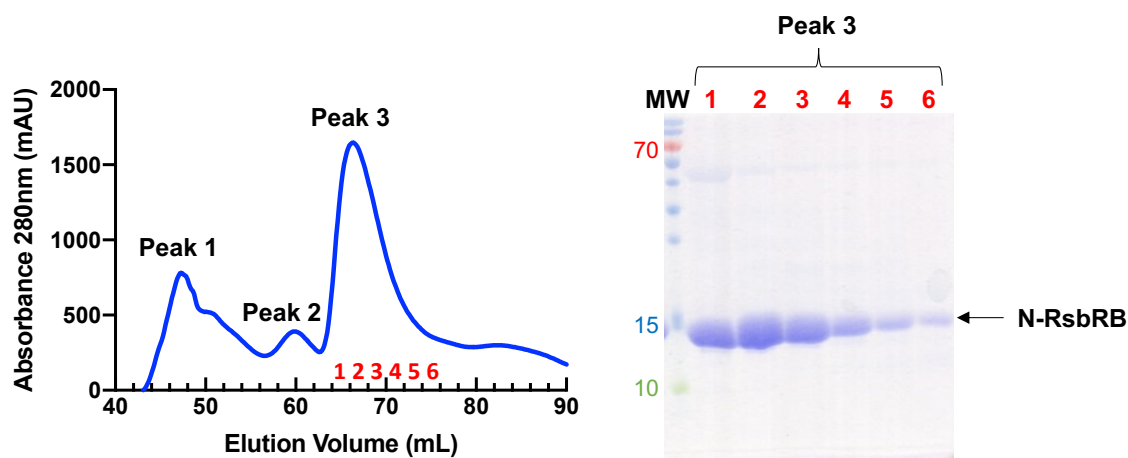 Absorbance 280nm (mAU)
2000
1500
1000
500
0
Peak 1
Peak 2
Peak 3
1 2 3 4 5 6
40 50 60 70 80 90
Elution Volume (mL)
Peak 3
MW 1 2 3 4 5 6
70
15
10
N-RsbRB